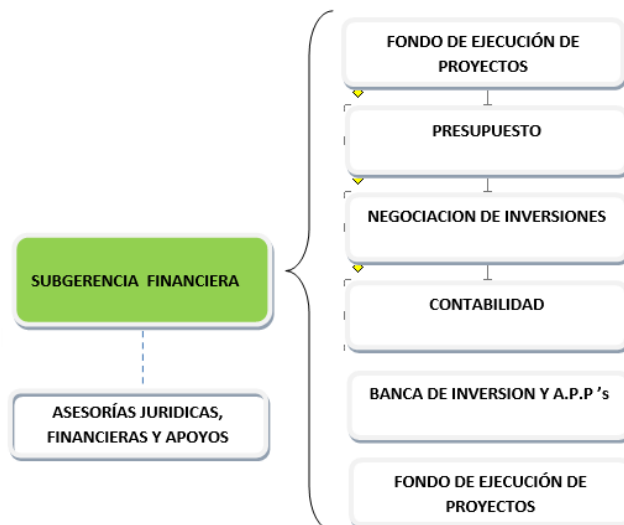 FONDO DE EJECUCIÓN DE
PROYECTOS
PRESUPUESTO
NEGOCIACION DE INVERSIONES
SUBGERENCIA FINANCIERA
CONTABILIDAD
BANCA DE INVERSION Y A.P.P 's
ASESORÍAS JURIDICAS,
FINANCIERAS Y APOYOS
FONDO DE EJECUCIÓN DE
PROYECTOS